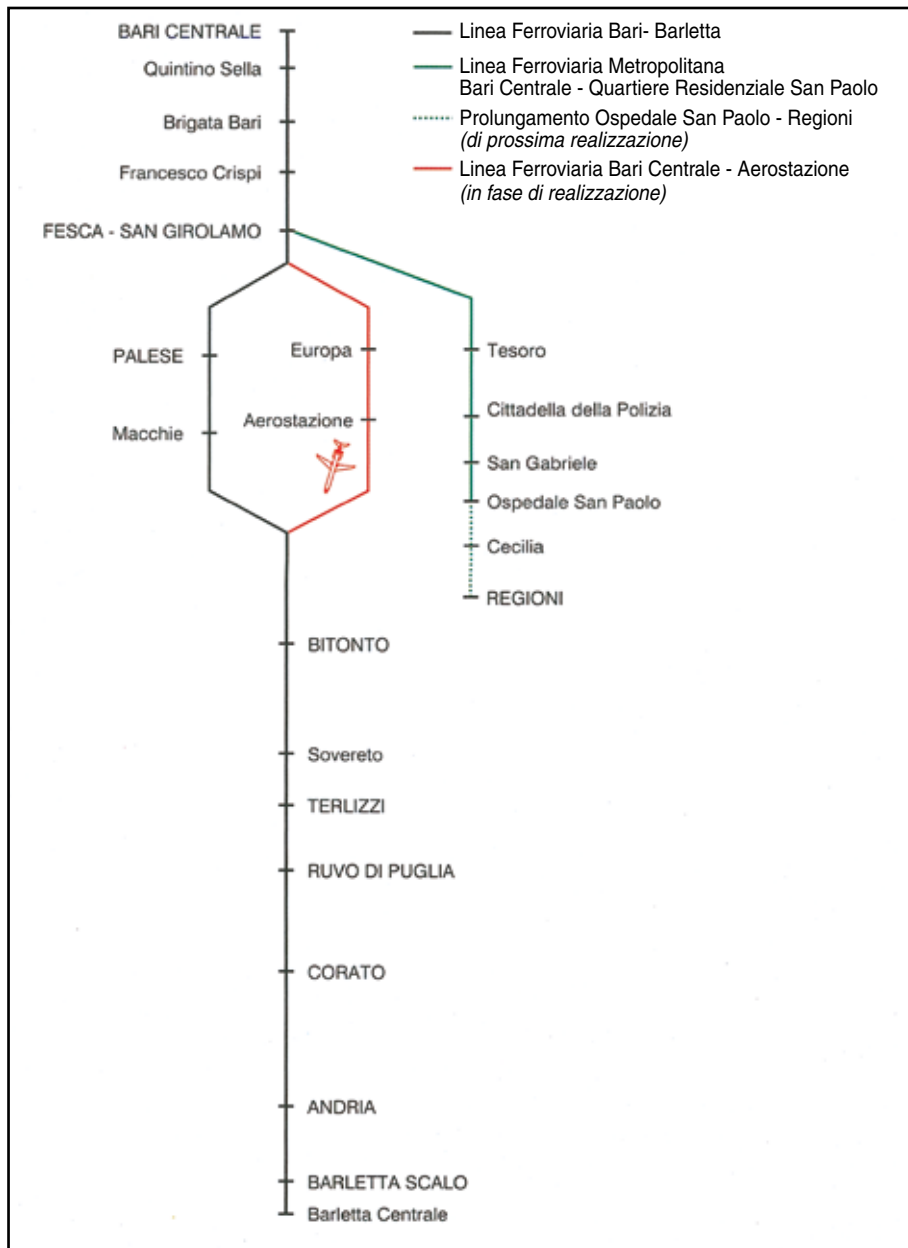 BARI CENTRALE
Quintino Sella
Brigata Bari
Francesco Crispi
FESCA - SAN GIROLAMO
Linea Ferroviaria Bari- Barletta
Linea Ferroviaria Metropolitana
Bari Centrale - Quartiere Residenziale San Paolo
Prolungamento Ospedale San Paolo - Regioni
(di prossima realizzazione)
Linea Ferroviaria Bari Centrale - Aerostazione
(in fase di realizzazione)
PALESE
Macchie
Europa
Aerostazione
Tesoro
Cittadella della Polizia
San Gabriele
Ospedale San Paolo
Cecilia
REGIONI
BITONTO
Sovereto
TERLIZZI
RUVO DI PUGLIA
CORATO
ANDRIA
BARLETTA SCALO
Barletta Centrale